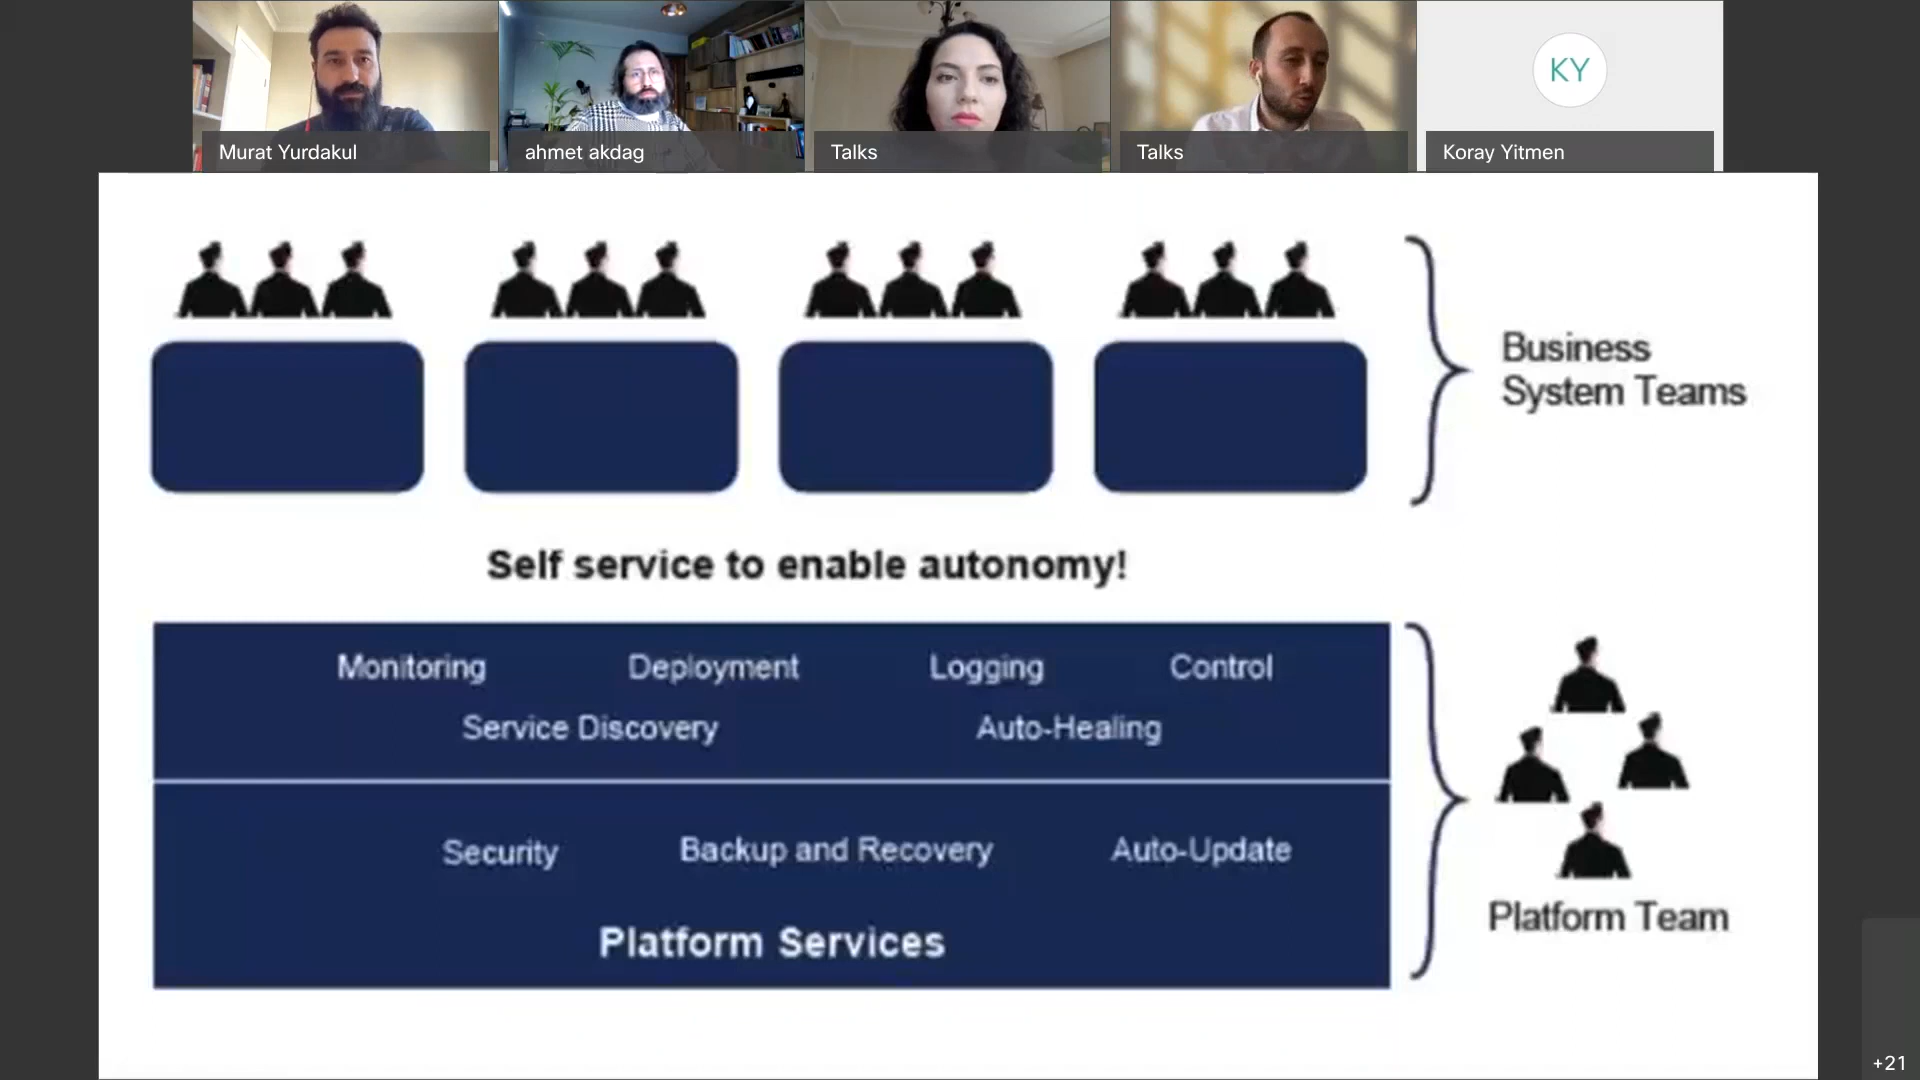 Murat Yurdakul
ahmet akdag
Talks
Talks
KY
Koray Yitmen
Business
System Teams
Self service to enable autonomy!
Monitoring Deployment Logging Control
Service Discovery Auto-Healing
Security Backup and Recovery Auto-Update
Platform Services
Platform Team
+21